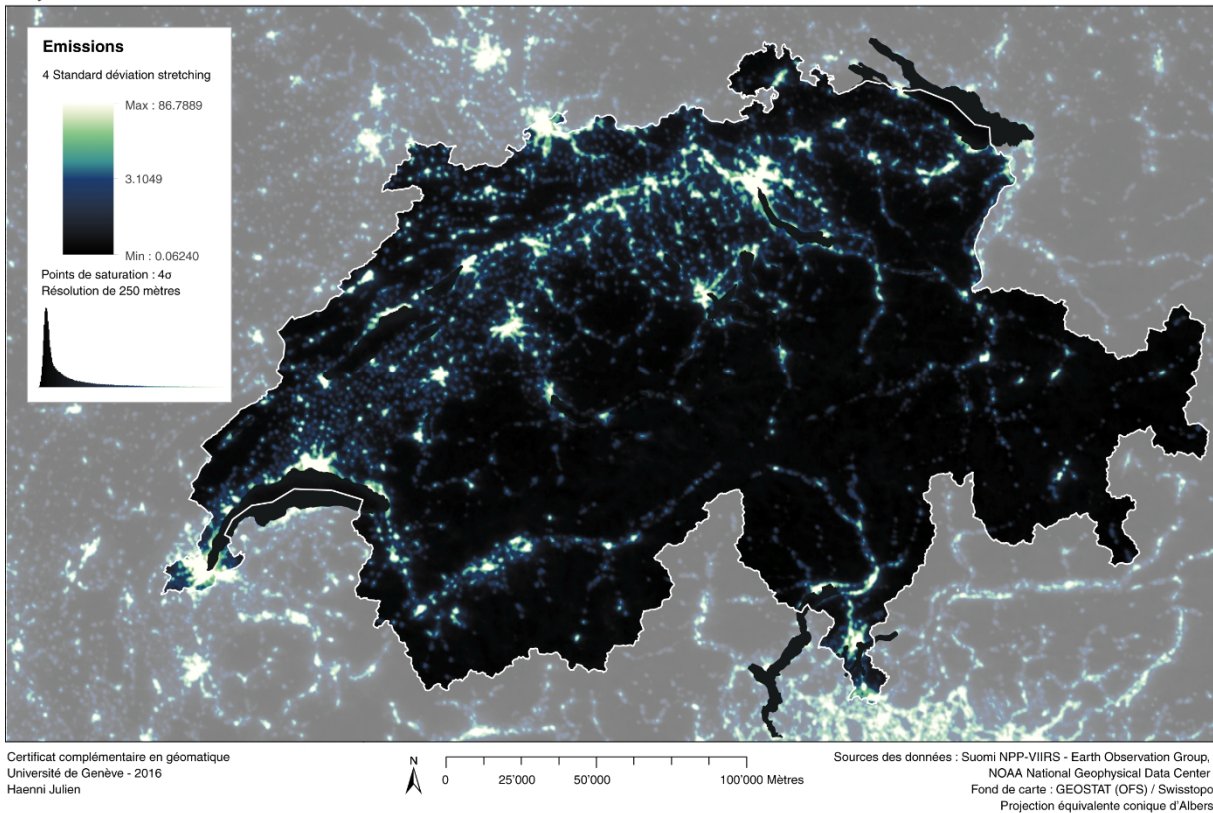 Emissions
4 Standard déviation stretching
Max : 86.7889
3.1049
Min : 0.06240
Points de saturation : 4σ
Résolution de 250 mètres
Certificat complémentaire en géomatique
Université de Genève - 2016
Haenni Julien
N
0 25'000 50'000 100'000 Mètres
Sources des données : Suomi NPP-VIIRS - Earth Observation Group,
NOAA National Geophysical Data Center
Fond de carte : GEOSTAT (OFS) / Swisstopo
Projection équivalente conique d'Albers